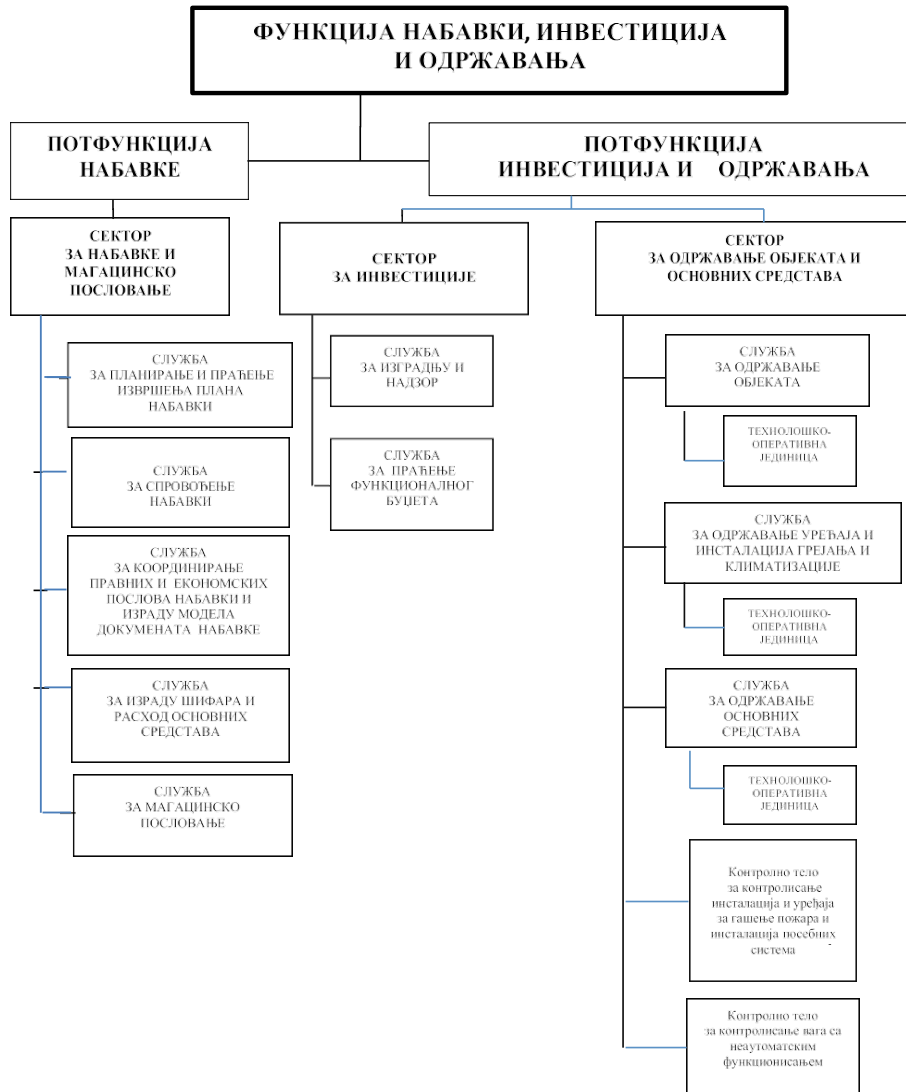 ФУНКЦИЈА НАБАВКИ, ИНВЕСТИЦИЈА
И ОДРЖАВАЊА
ПОТФУНКЦИЈА
НАБАВКЕ
ПОТФУНКЦИЈА
ИНВЕСТИЦИЈА И ОДРЖАВАЊА
СЕКТОР
ЗА НАБАВКЕ И
МАГАЦИНСКО
ПОСЛОВАЊЕ
СЛУЖБА
ЗА ПЛАНИРАЊЕ И ПРАЋЕЊЕ
ИЗВРШЕЊА ПЛАНА
НАБАВКИ
СЛУЖБА
ЗА СПРОВОЂЕЊЕ
НАБАВКИ
СЛУЖБА
ЗА КООРДИНИРАЊЕ
ПРАВНИХ И ЕКОНОМСКИХ
ПОСЛОВА НАБАВКИ И
ИЗРАДУ МОДЕЛА
ДОКУМЕНАТА НАБАВКЕ
СЛУЖБА
ЗА ИЗРАДУ ШИФАРА И
РАСХОД ОСНОВНИХ
СРЕДСТАВА
СЛУЖБА
ЗА МАГАЦИНСКО
ПОСЛОВАЊЕ
СЕКТОР
ЗА ИНВЕСТИЦИЈЕ
СЛУЖБА
ЗА ИЗГРАДЊУ И
НАДЗОР
СЛУЖБА
ЗА ПРАЋЕЊЕ
ФУНКЦИОНАЛНОГ
БУЏЕТА
СЕКТОР
ЗА ОДРЖАВАЊЕ ОБЈЕКАТА И
ОСНОВНИХ СРЕДСТАВА
СЛУЖБА
ЗА ОДРЖАВАЊЕ
ОБЈЕКАТА
ТЕХНОЛОШКО-
ОПЕРАТИВНА
ЈЕДИНИЦА
СЛУЖБА
ЗА ОДРЖАВАЊЕ УРЕЂАЈА И
ИНСТАЛАЦИЈА ГРЕЈАЊА И
КЛИМАТИЗАЦИЈЕ
ТЕХНОЛОШКО-
ОПЕРАТИВНА
ЈЕДИНИЦА
СЛУЖБА
ЗА ОДРЖАВАЊЕ
ОСНОВНИХ
СРЕДСТАВА
ТЕХНОЛОШКО-
ОПЕРАТИВНА
ЈЕДИНИЦА
Контролно тело
за контролисање
инсталација и уређаја
за гашење пожара и
инсталација посебних
система
Контролно тело
за контролисање вага са
неаутоматским
функционисањем